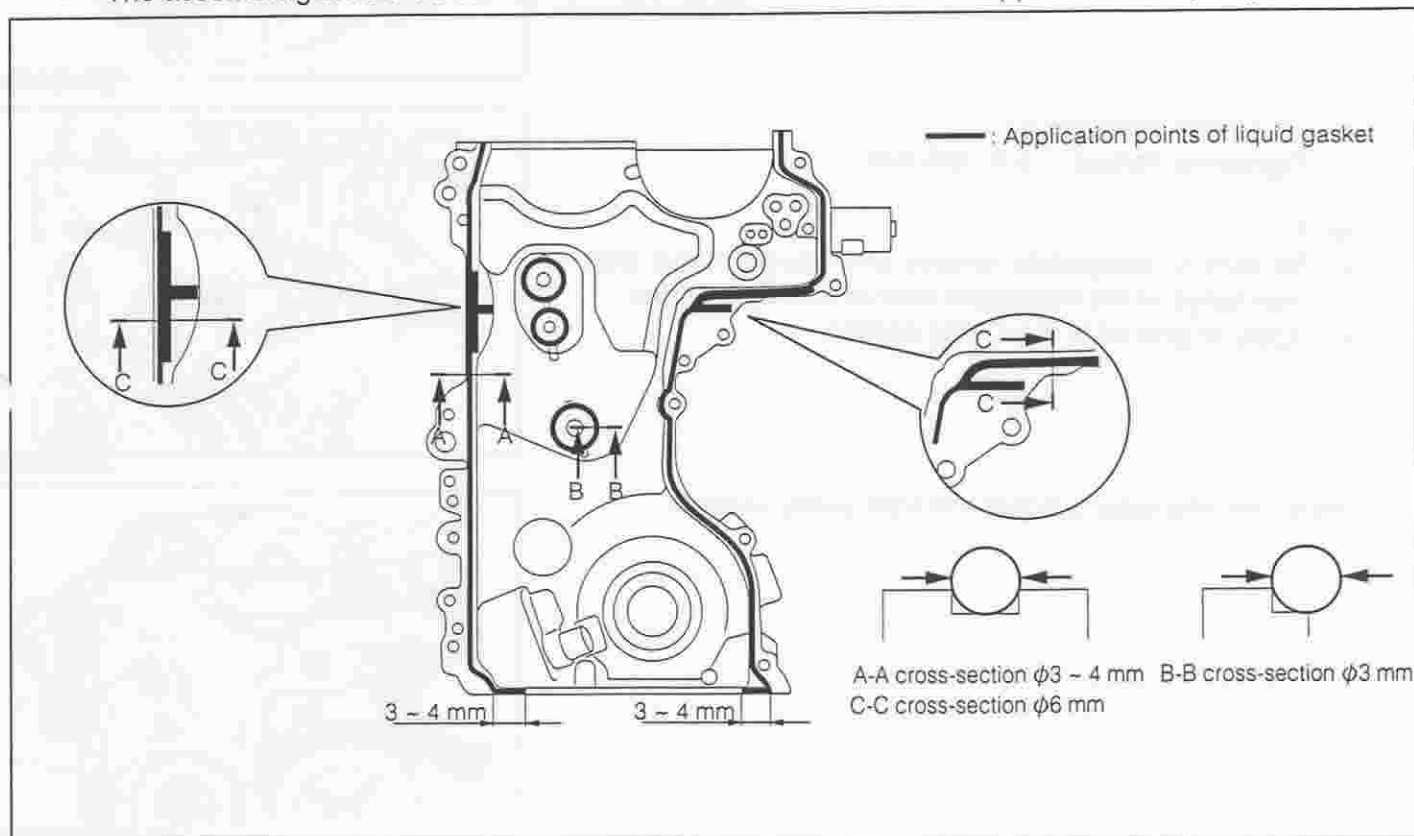 : Application points of liquid gasket
C
C
C
C
A
A
B
B
3 ~ 4 mm
3 ~ 4 mm
A-A cross-section ϕ3 ~ 4 mm
B-B cross-section ϕ3 mm
C-C cross-section ϕ6 mm